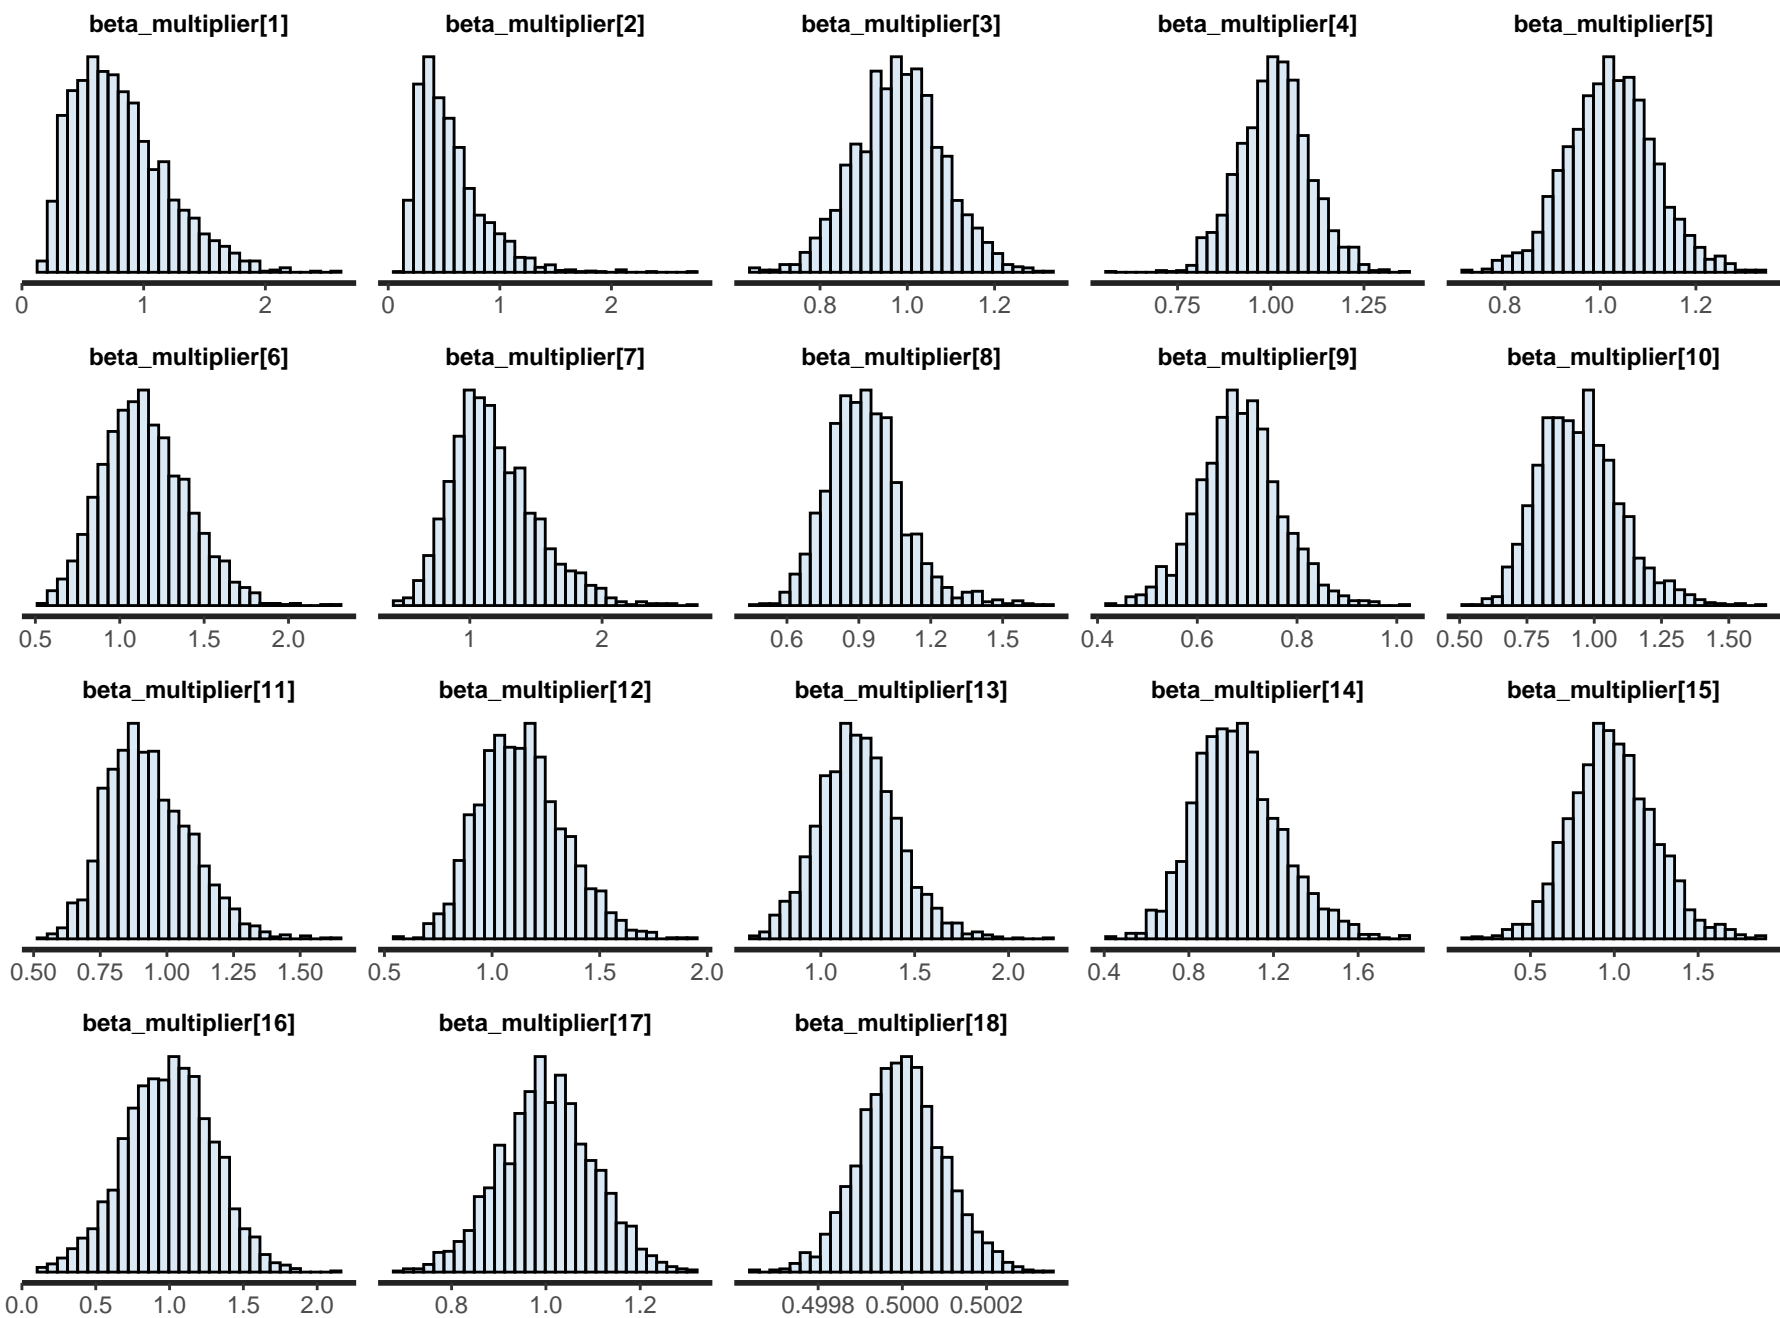 beta_multiplier[1] beta_multiplier[2] beta_multiplier[3] beta_multiplier[4] beta_multiplier[5]
0 1 2 0 1 2 0.8 1.0 1.2 0.75 1.00 1.25 0.8 1.0 1.2
beta_multiplier[6] beta_multiplier[7] beta_multiplier[8] beta_multiplier[9] beta_multiplier[10]
0.5 1.0 1.5 2.0 1 2 0.6 0.9 1.2 1.5 0.4 0.6 0.8 1.0 0.50 0.75 1.00 1.25 1.50
beta_multiplier[11] beta_multiplier[12] beta_multiplier[13] beta_multiplier[14] beta_multiplier[15]
0.50 0.75 1.00 1.25 1.50 0.5 1.0 1.5 2.0 1.0 1.5 2.0 0.4 0.8 1.2 1.6 0.5 1.0 1.5
beta_multiplier[16] beta_multiplier[17] beta_multiplier[18]
0.0 0.5 1.0 1.5 2.0 0.8 1.0 1.2 0.4998 0.5000 0.5002